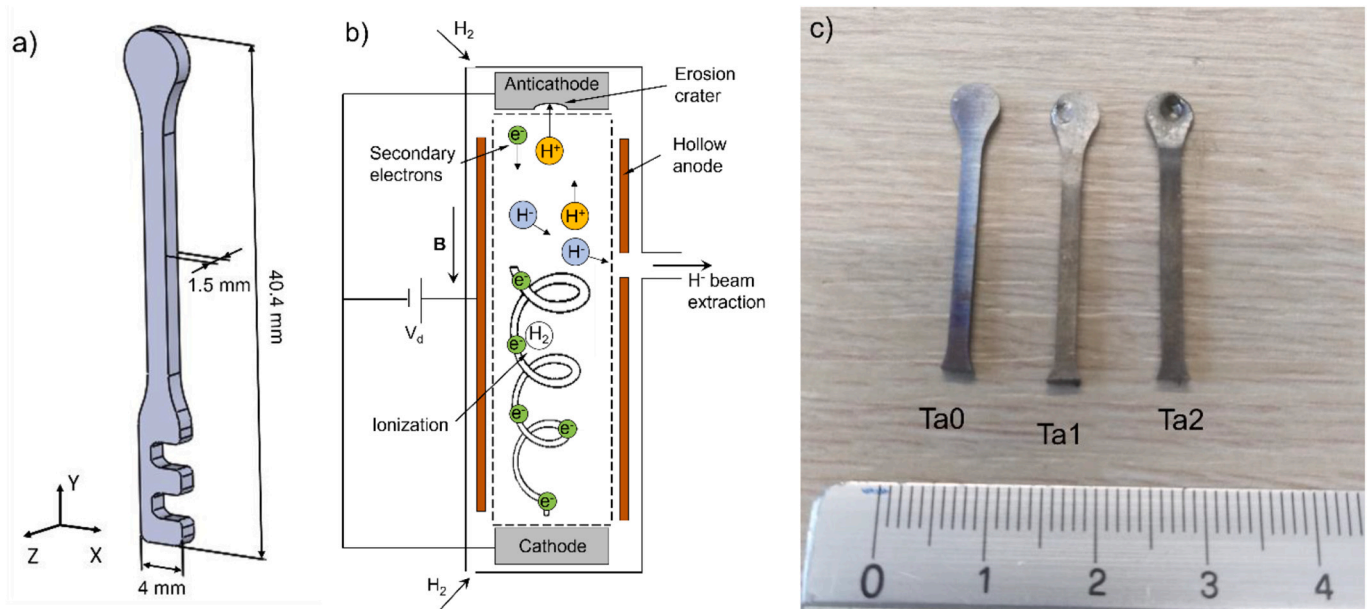 a)
1.5 mm
40.4 mm
Y
Z
X
4 mm
b)
H2
Anticathode
Erosion
crater
e-
Secondary
electrons
H+
Hollow
anode
H-
H+
B
H-
e-
H- beam
extraction
Vd
H2
e-
Ionization
e-
e-
e-
Cathode
H2
c)
Ta0
Ta1
Ta2
0
1
2
3
4